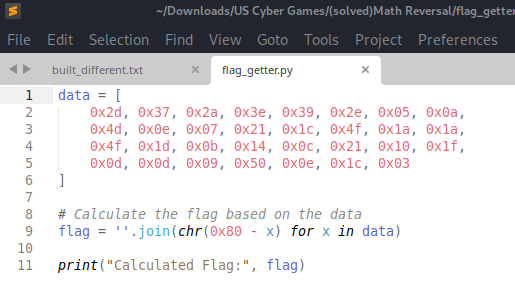 ~/Downloads/US Cyber Games/(solved)Math Reversal/flag_getter
File Edit Selection Find View Goto Tools Project Preferences
built_different.txt × flag_getter.py ×
1 data = [
2 0x2d, 0x37, 0x2a, 0x3e, 0x39, 0x2e, 0x05, 0x0a,
3 0x4d, 0x0e, 0x07, 0x21, 0x1c, 0x4f, 0x1a, 0x1a,
4 0x4f, 0x1d, 0x0b, 0x14, 0x0c, 0x21, 0x10, 0x1f,
5 0x0d, 0x0d, 0x09, 0x50, 0x0e, 0x1c, 0x03
6 ]
7
8 # Calculate the flag based on the data
9 flag = ''.join(chr(0x80 - x) for x in data)
10
11 print("Calculated Flag:", flag)